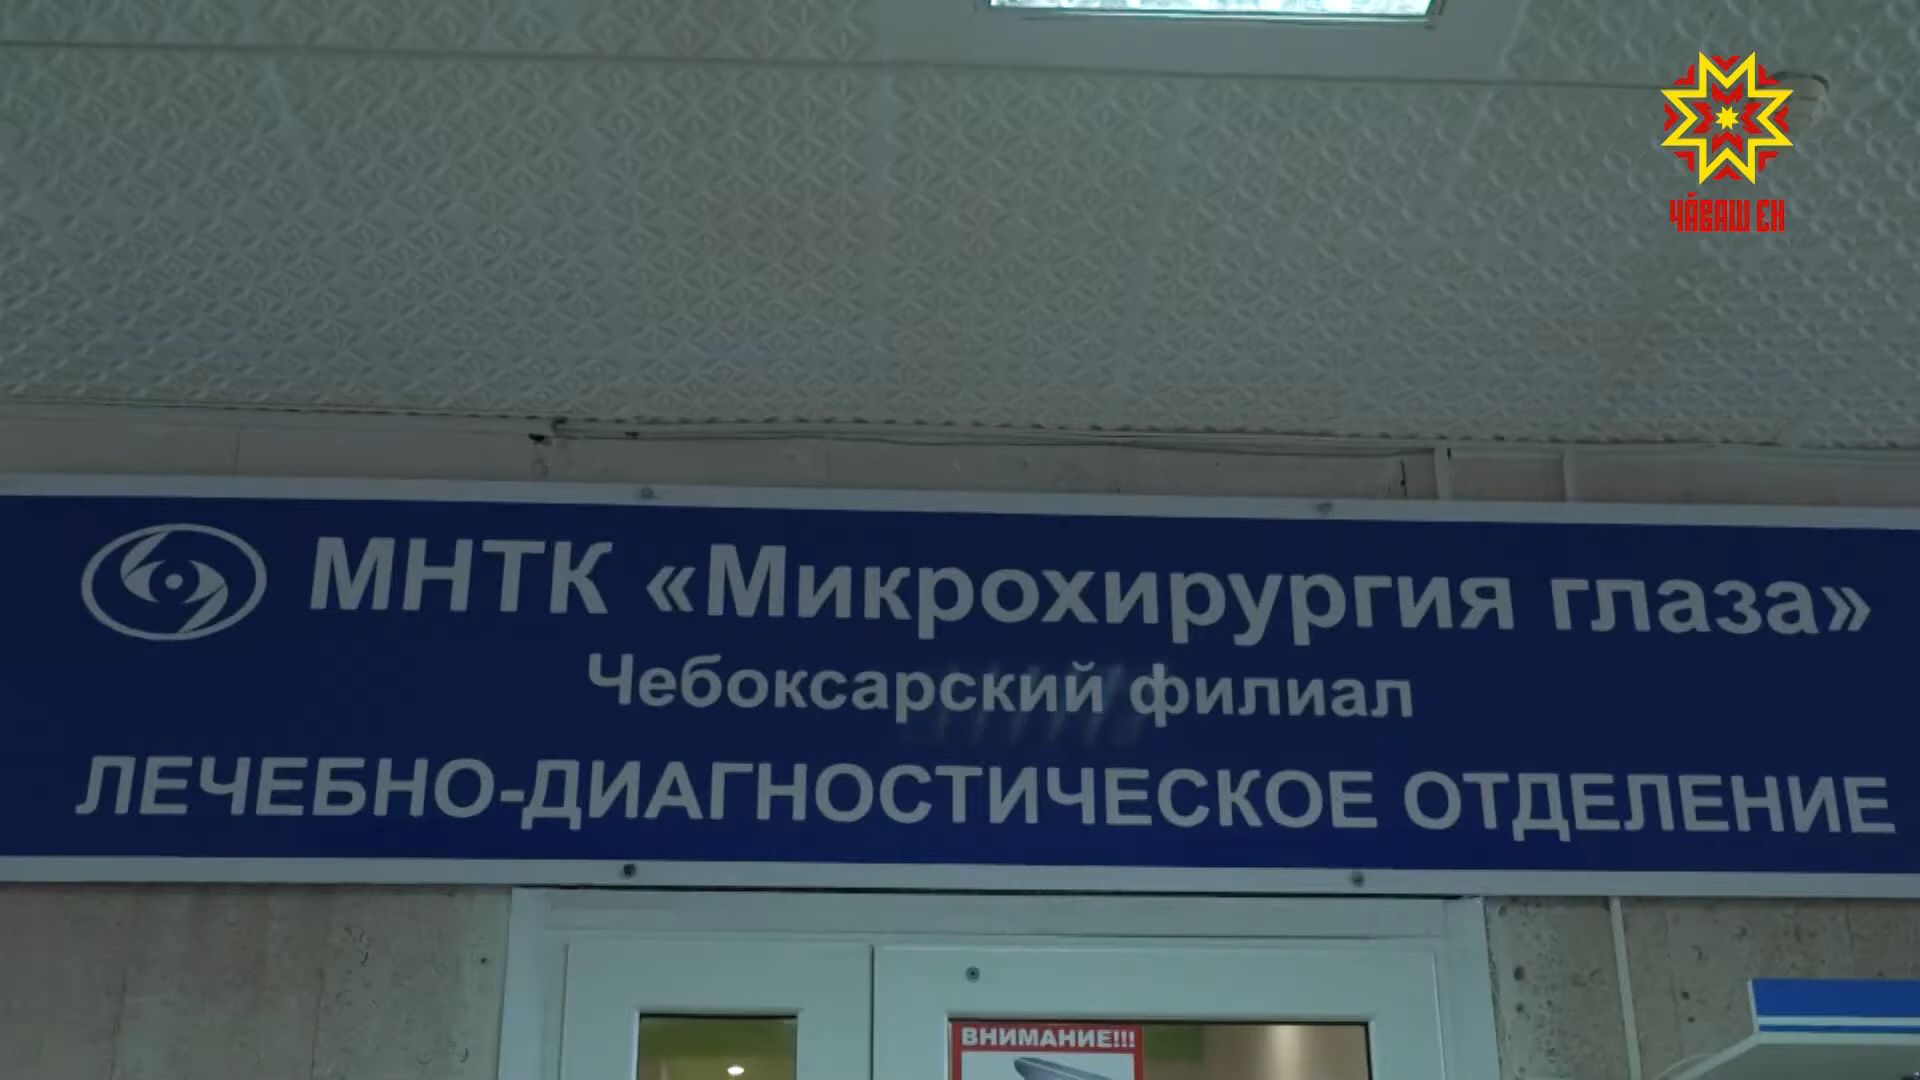 ЧӐВАШ ЕН
МНТК «Микрохирургия глаза»
Чебоксарский филиал
ЛЕЧЕБНО-ДИАГНОСТИЧЕСКОЕ ОТДЕЛЕНИЕ
ВНИМАНИЕ!!!